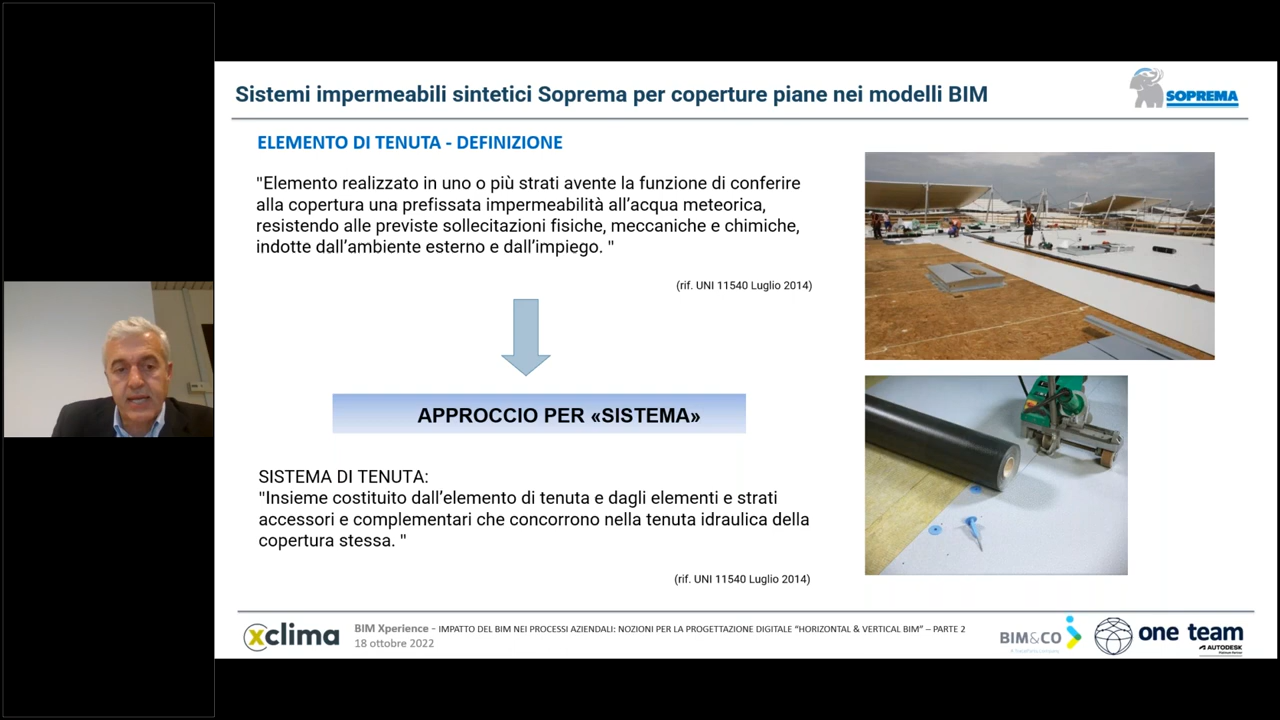 Sistemi impermeabili sintetici Soprema per coperture piane nei modelli BIM
SOPREMA
ELEMENTO DI TENUTA - DEFINIZIONE
"Elemento realizzato in uno o più strati avente la funzione di conferire
alla copertura una prefissata impermeabilità all'acqua meteorica,
resistendo alle previste sollecitazioni fisiche, meccaniche e chimiche,
indotte dall'ambiente esterno e dall'impiego. "
(rif. UNI 11540 Luglio 2014)
APPROCCIO PER «SISTEMA»
SISTEMA DI TENUTA:
"Insieme costituito dall'elemento di tenuta e dagli elementi e strati
accessori e complementari che concorrono nella tenuta idraulica della
copertura stessa. "
(rif. UNI 11540 Luglio 2014)
xclima
BIM Xperience – IMPATTO DEL BIM NEI PROCESSI AZIENDALI: NOZIONI PER LA PROGETTAZIONE DIGITALE "HORIZONTAL & VERTICAL BIM" – PARTE 2
18 ottobre 2022
BIM&CO
one team
AUTODESK